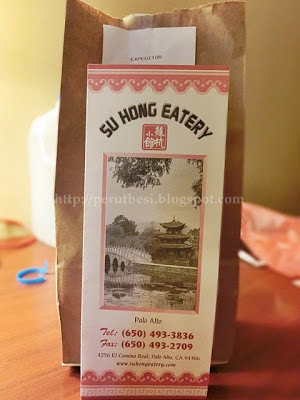 EXPEDITOR
SU HONG EATERY
蘇杭
小館
http://perutbesi.blogspot.com
Palo Alto
Tel: (650) 493-3836
Fax: (650) 493-2709
4256 El Camino Real, Palo Alto, CA 94306
www.suhongeatery.com